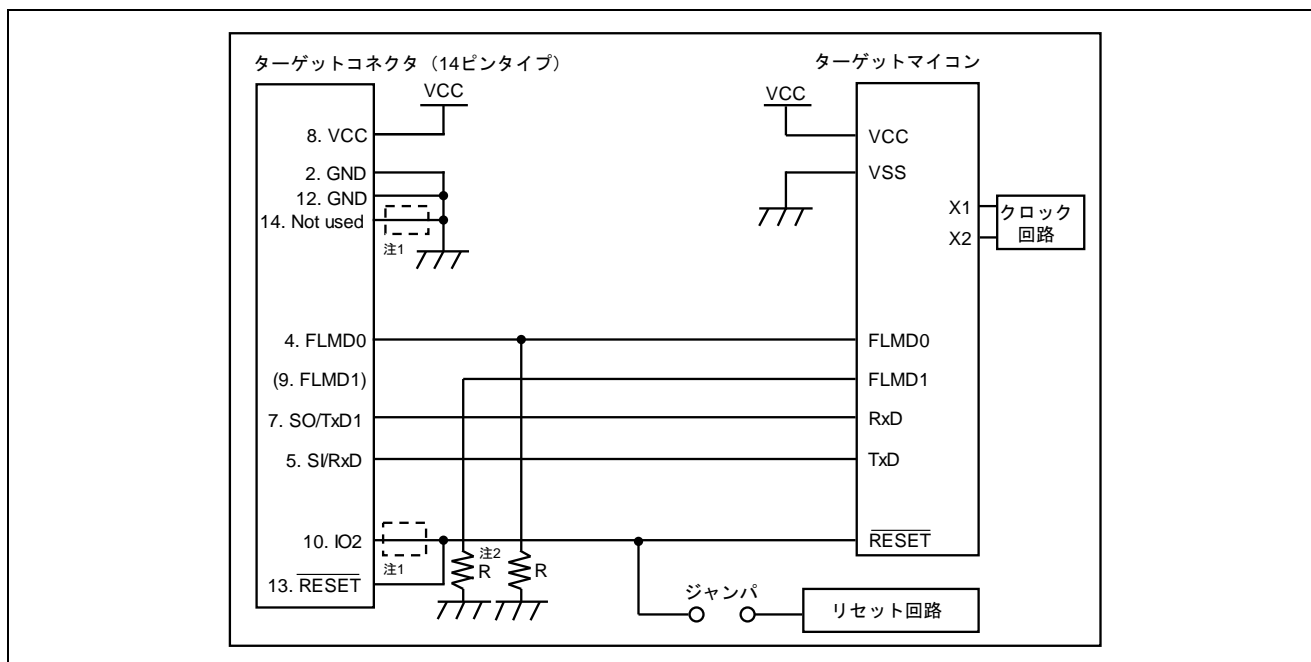 ターゲットコネクタ（14ピンタイプ）
ターゲットマイコン
VCC
VCC
8. VCC
VCC
2. GND
VSS
12. GND
14. Not used
注1
X1
X2
クロック
回路
4. FLMD0
FLMD0
(9. FLMD1)
FLMD1
7. SO/TxD1
RxD
5. SI/RxD
TxD
10. IO2
RESET
注1
注2
R
R
13. RESET
ジャンパ
リセット回路